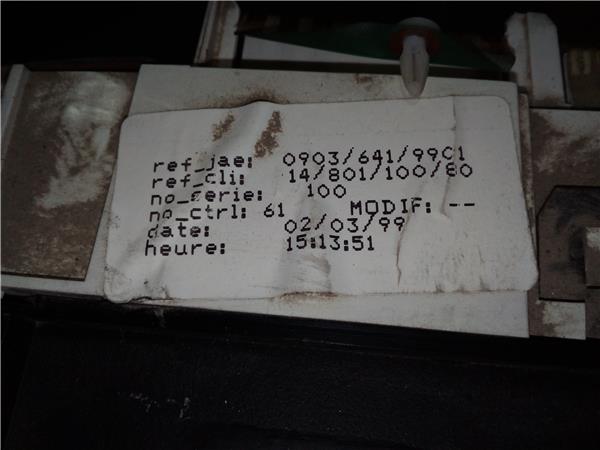 ref_jae: 0903/641/9901
ref_cli: 14/801/100/80
no_serie: 100
no_ctrl: 61 MODIF: --
date: 02/03/99
heure: 15:13:51